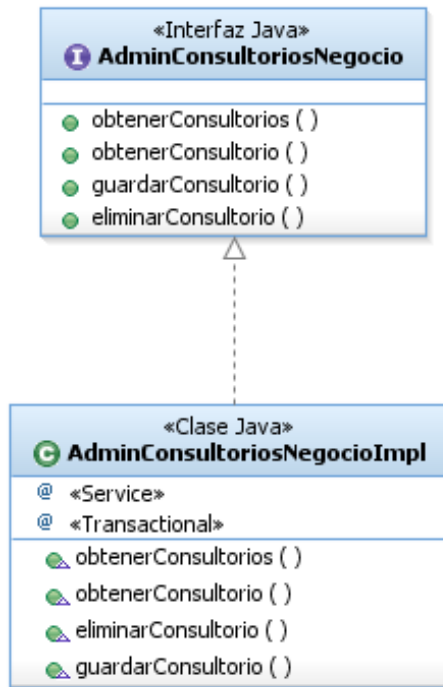 «Interfaz Java»
I AdminConsultoriosNegocio
obtenerConsultorios ( )
obtenerConsultorio ( )
guardarConsultorio ( )
eliminarConsultorio ( )
«Clase Java»
C AdminConsultoriosNegocioImpl
@ «Service»
@ «Transactional»
obtenerConsultorios ( )
obtenerConsultorio ( )
eliminarConsultorio ( )
guardarConsultorio ( )